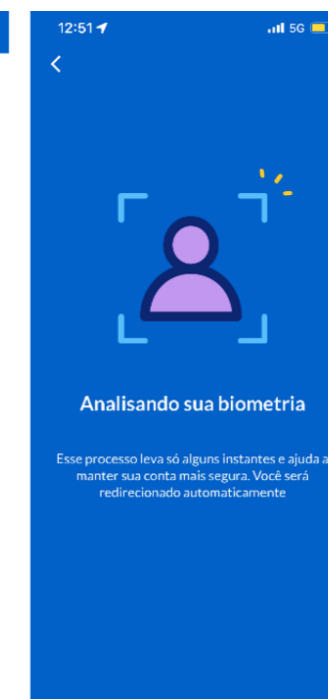 12:51 5G
Analisando sua biometria
Esse processo leva só alguns instantes e ajuda a
manter sua conta mais segura. Você será
redirecionado automaticamente